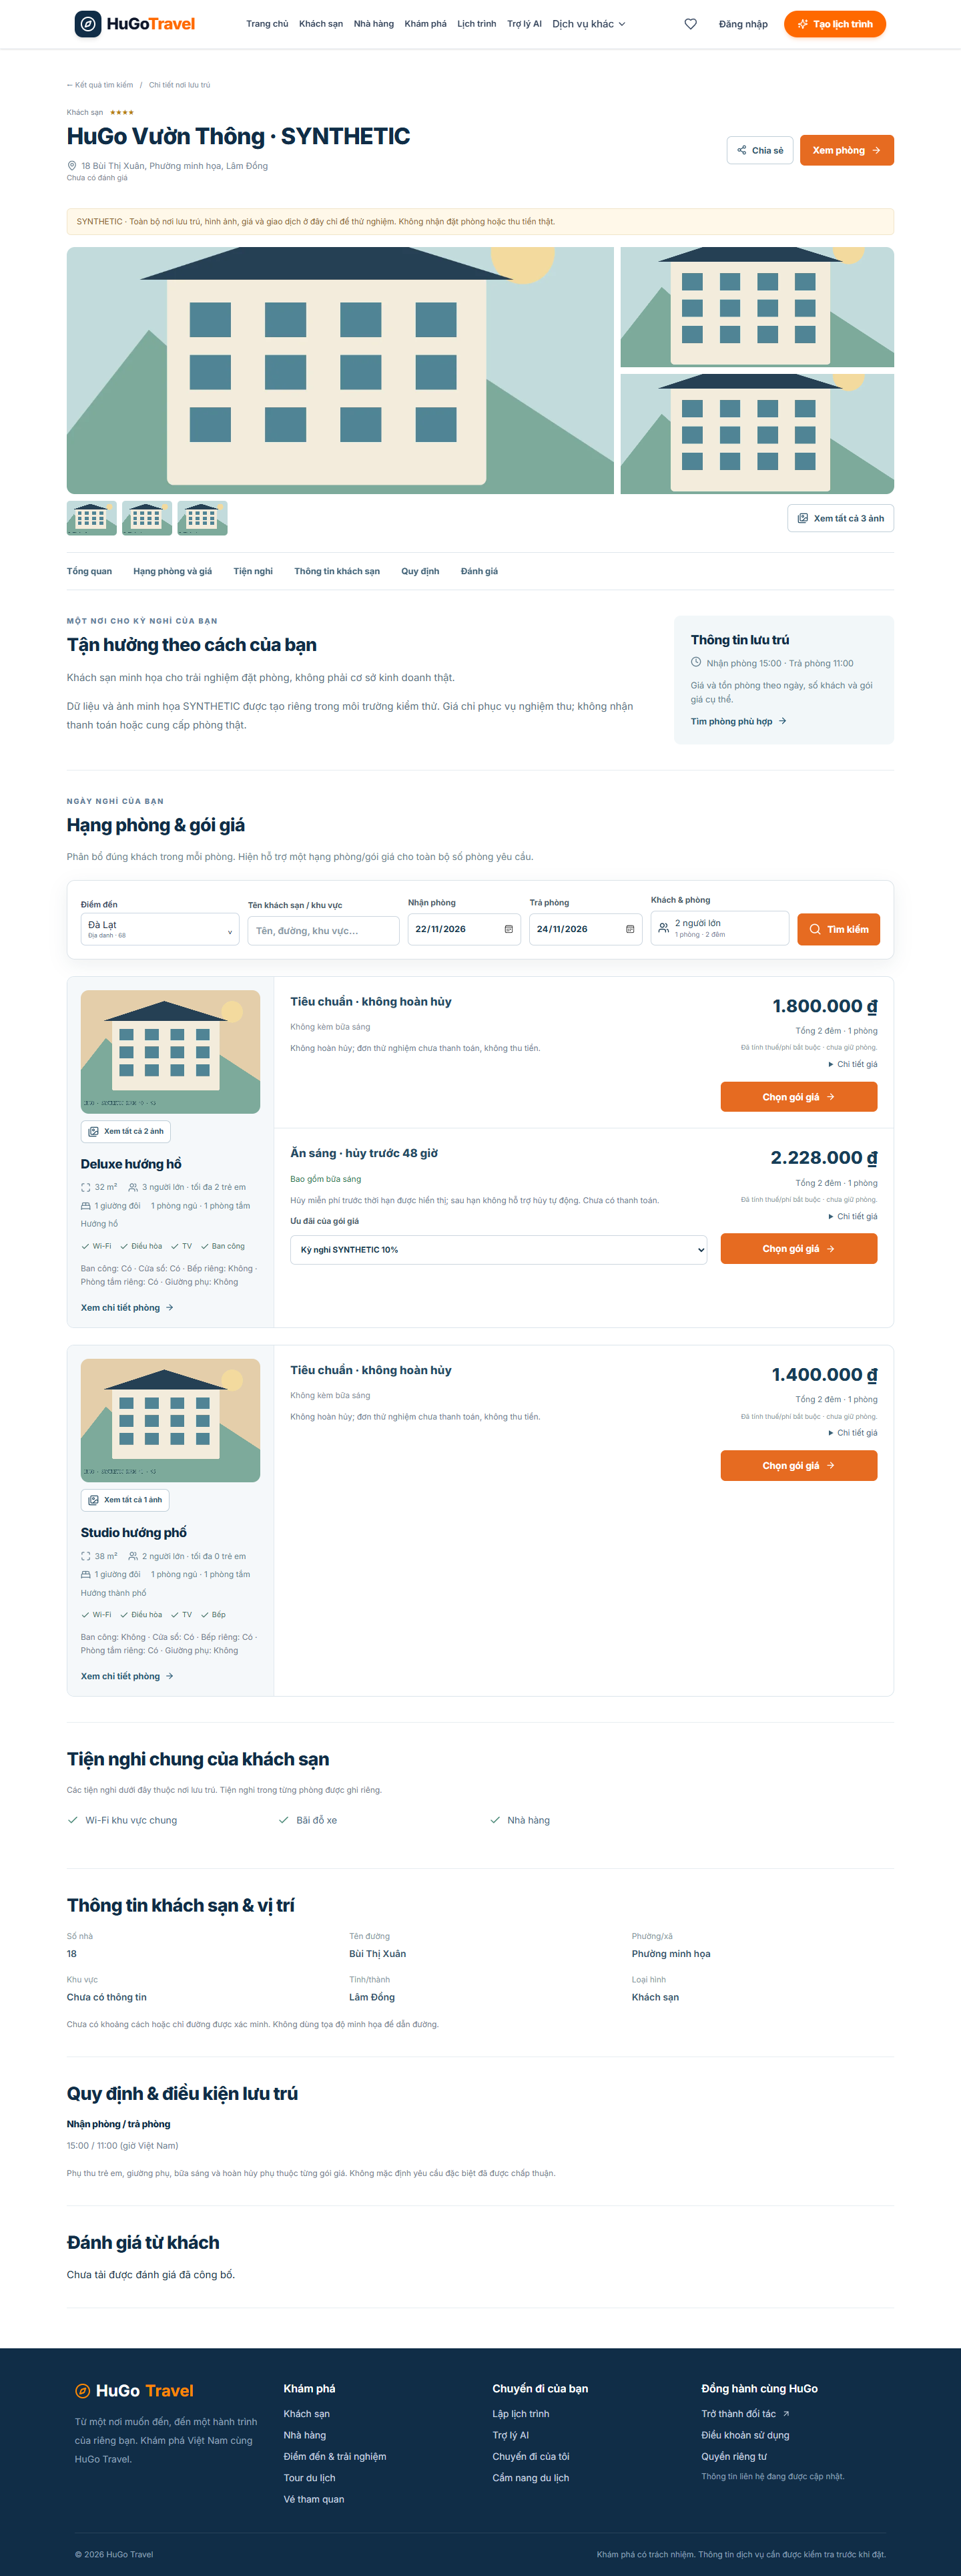 HuGoTravel
Trang chủ Khách sạn Nhà hàng Khám phá Lịch trình Trợ lý AI Dịch vụ khác
Đăng nhập Tạo lịch trình
← Kết quả tìm kiếm / Chi tiết nơi lưu trú
Khách sạn ★★★★
HuGo Vườn Thông · SYNTHETIC
18 Bùi Thị Xuân, Phường minh họa, Lâm Đồng
Chưa có đánh giá
Chia sẻ Xem phòng →
SYNTHETIC · Toàn bộ nơi lưu trú, hình ảnh, giá và giao dịch ở đây chỉ để thử nghiệm. Không nhận đặt phòng hoặc thu tiền thật.
Xem tất cả 3 ảnh
Tổng quan Hạng phòng và giá Tiện nghi Thông tin khách sạn Quy định Đánh giá
MỘT NƠI CHO KỲ NGHỈ CỦA BẠN
Tận hưởng theo cách của bạn
Khách sạn minh họa cho trải nghiệm đặt phòng, không phải cơ sở kinh doanh thật.
Dữ liệu và ảnh minh họa SYNTHETIC được tạo riêng trong môi trường kiểm thử. Giá chỉ phục vụ nghiệm thu; không nhận
thanh toán hoặc cung cấp phòng thật.
Thông tin lưu trú
Nhận phòng 15:00 · Trả phòng 11:00
Giá và tồn phòng theo ngày, số khách và gói
giá cụ thể.
Tìm phòng phù hợp →
NGÀY NGHỈ CỦA BẠN
Hạng phòng & gói giá
Phân bổ đúng khách trong mỗi phòng. Hiện hỗ trợ một hạng phòng/gói giá cho toàn bộ số phòng yêu cầu.
Điểm đến
Đà Lạt
Địa danh · 68
Tên khách sạn / khu vực
Tên, đường, khu vực...
Nhận phòng
22/11/2026
Trả phòng
24/11/2026
Khách & phòng
2 người lớn
1 phòng · 2 đêm
Tìm kiếm
Xem tất cả 2 ảnh
Deluxe hướng hồ
32 m² 3 người lớn · tối đa 2 trẻ em
1 giường đôi 1 phòng ngủ · 1 phòng tắm
Hướng hồ
Wi-Fi Điều hòa TV Ban công
Ban công: Có · Cửa sổ: Có · Bếp riêng: Không ·
Phòng tắm riêng: Có · Giường phụ: Không
Xem chi tiết phòng →
Tiêu chuẩn · không hoàn hủy
Không kèm bữa sáng
Không hoàn hủy; đơn thử nghiệm chưa thanh toán, không thu tiền.
1.800.000 ₫
Tổng 2 đêm · 1 phòng
Đã tính thuế/phí bắt buộc · chưa giữ phòng.
▶ Chi tiết giá
Chọn gói giá →
Ăn sáng · hủy trước 48 giờ
Bao gồm bữa sáng
Hủy miễn phí trước thời hạn được hiển thị; sau hạn không hỗ trợ hủy tự động. Chưa có thanh toán.
Ưu đãi của gói giá
Kỳ nghỉ SYNTHETIC 10%
2.228.000 ₫
Tổng 2 đêm · 1 phòng
Đã tính thuế/phí bắt buộc · chưa giữ phòng.
▶ Chi tiết giá
Chọn gói giá →
Xem tất cả 1 ảnh
Studio hướng phố
38 m² 2 người lớn · tối đa 0 trẻ em
1 giường đôi 1 phòng ngủ · 1 phòng tắm
Hướng thành phố
Wi-Fi Điều hòa TV Bếp
Ban công: Không · Cửa sổ: Có · Bếp riêng: Có ·
Phòng tắm riêng: Có · Giường phụ: Không
Xem chi tiết phòng →
Tiêu chuẩn · không hoàn hủy
Không kèm bữa sáng
Không hoàn hủy; đơn thử nghiệm chưa thanh toán, không thu tiền.
1.400.000 ₫
Tổng 2 đêm · 1 phòng
Đã tính thuế/phí bắt buộc · chưa giữ phòng.
▶ Chi tiết giá
Chọn gói giá →
Tiện nghi chung của khách sạn
Các tiện nghi dưới đây thuộc nơi lưu trú. Tiện nghi trong từng phòng được ghi riêng.
Wi-Fi khu vực chung Bãi đỗ xe Nhà hàng
Thông tin khách sạn & vị trí
Số nhà Tên đường Phường/xã
18 Bùi Thị Xuân Phường minh họa
Khu vực Tỉnh/thành Loại hình
Chưa có thông tin Lâm Đồng Khách sạn
Chưa có khoảng cách hoặc chỉ đường được xác minh. Không dùng tọa độ minh họa để dẫn đường.
Quy định & điều kiện lưu trú
Nhận phòng / trả phòng
15:00 / 11:00 (giờ Việt Nam)
Phụ thu trẻ em, giường phụ, bữa sáng và hoàn hủy phụ thuộc từng gói giá. Không mặc định yêu cầu đặc biệt đã được chấp thuận.
Đánh giá từ khách
Chưa tải được đánh giá đã công bố.
HuGo Travel
Từ một nơi muốn đến, đến một hành trình
của riêng bạn. Khám phá Việt Nam cùng
HuGo Travel.
Khám phá
Khách sạn
Nhà hàng
Điểm đến & trải nghiệm
Tour du lịch
Vé tham quan
Chuyến đi của bạn
Lập lịch trình
Trợ lý AI
Chuyến đi của tôi
Cẩm nang du lịch
Đồng hành cùng HuGo
Trở thành đối tác ↗
Điều khoản sử dụng
Quyền riêng tư
Thông tin liên hệ đang được cập nhật.
© 2026 HuGo Travel
Khám phá có trách nhiệm. Thông tin dịch vụ cần được kiểm tra trước khi đặt.